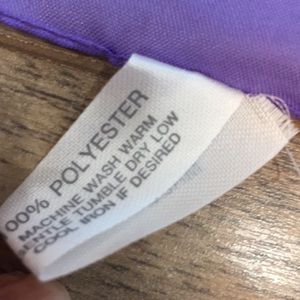 00% POLYESTER
MACHINE WASH WARM
ENTLE TUMBLE DRY LOW
COOL IRON IF DESIRED